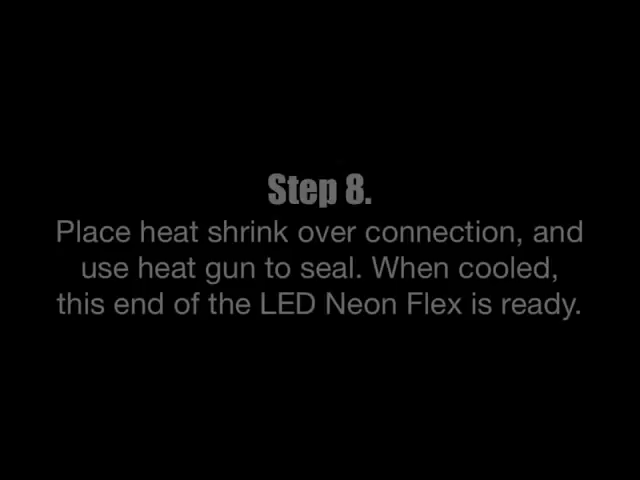 Step 8.
Place heat shrink over connection, and
use heat gun to seal. When cooled,
this end of the LED Neon Flex is ready.